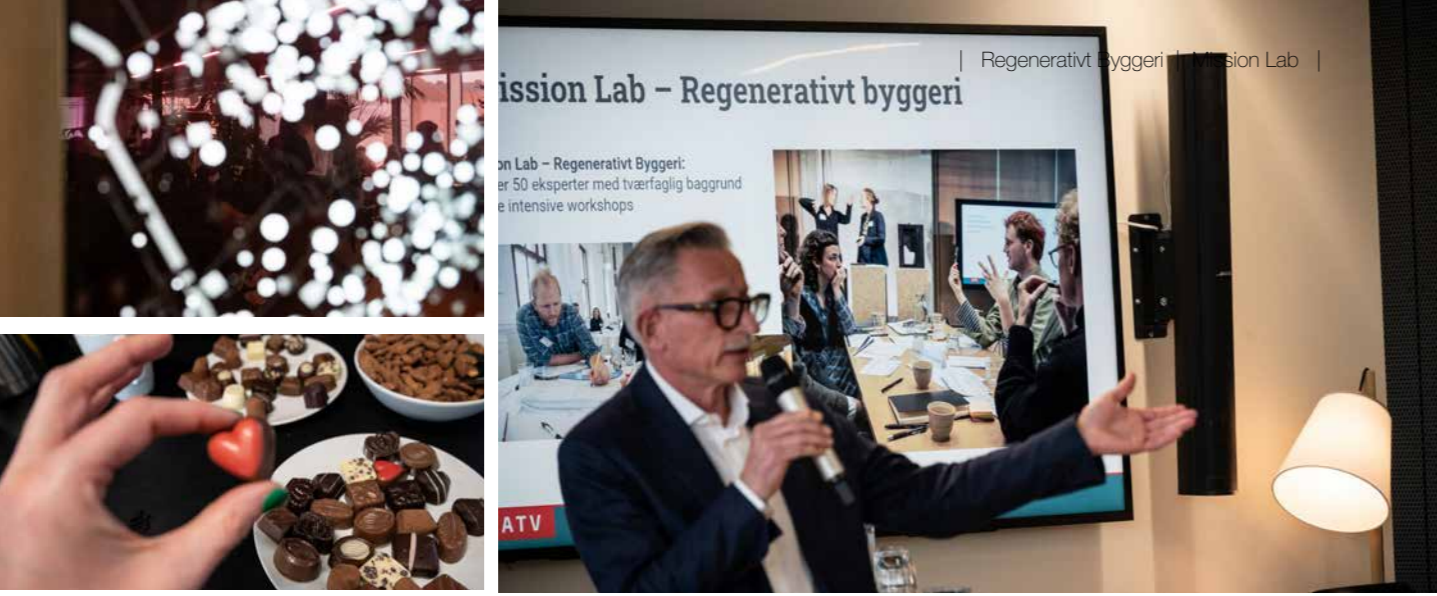 | Regenerativt Byggeri | Mission Lab |
ission Lab – Regenerativt byggeri
on Lab – Regenerativt Byggeri:
er 50 eksperter med tværfaglig baggrund
e intensive workshops
ATV